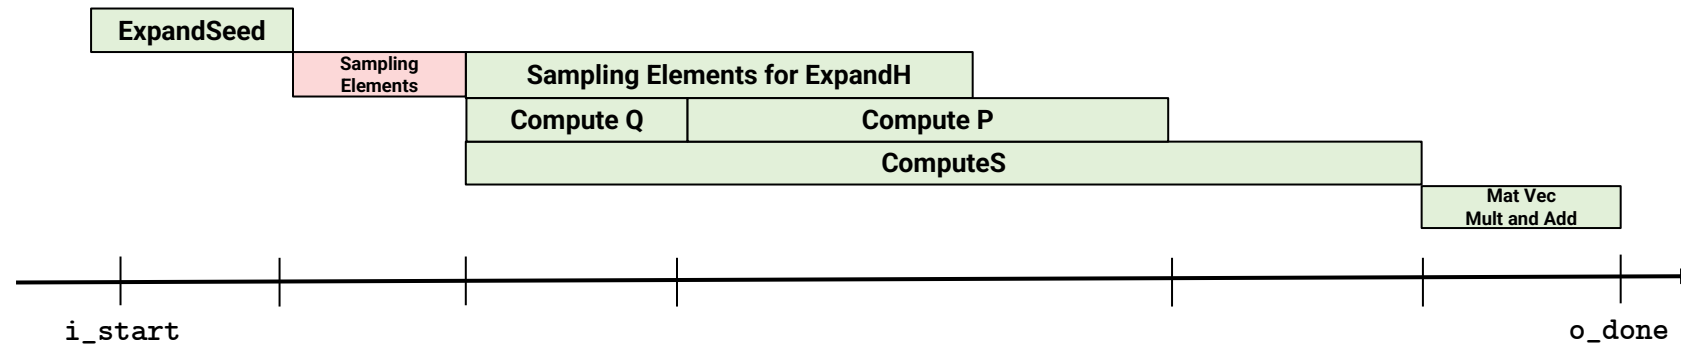 ExpandSeed
Sampling
Elements
Sampling Elements for ExpandH
Compute Q
Compute P
ComputeS
Mat Vec
Mult and Add
i_start
o_done